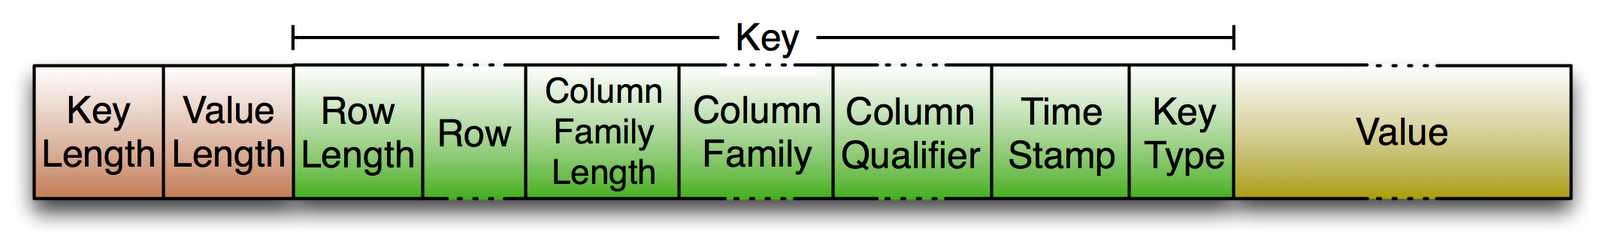 Key
Key
Length
Value
Length
Row
Length
Row
Column
Family
Length
Column
Family
Column
Qualifier
Time
Stamp
Key
Type
Value